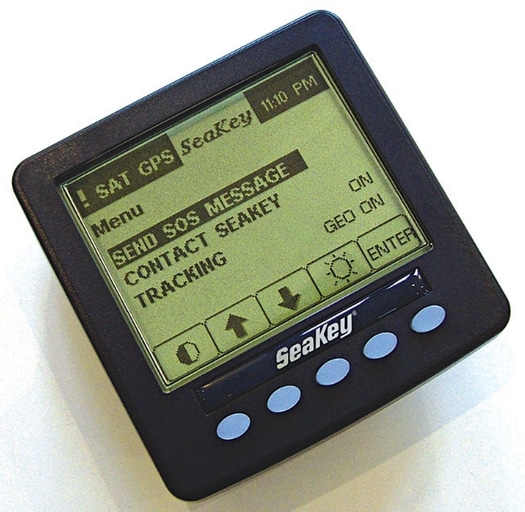 ! SAT GPS SeaKey 11:10 PM
Menu
SEND SOS MESSAGE
CONTACT SEAKEY ON
TRACKING GEO ON
ENTER
SeaKey®